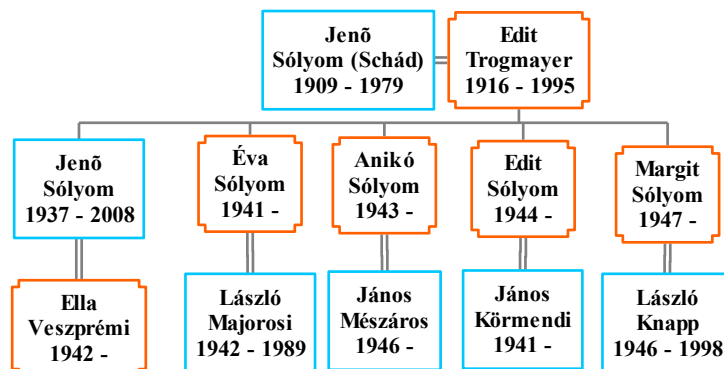 Jenõ
Sólyom (Schád)
1909 - 1979
Edit
Trogmayer
1916 - 1995
Jenõ
Sólyom
1937 - 2008
Éva
Sólyom
1941 -
Anikó
Sólyom
1943 -
Edit
Sólyom
1944 -
Margit
Sólyom
1947 -
Ella
Veszprémi
1942 -
László
Majorosi
1942 - 1989
János
Mészáros
1946 -
János
Körmendi
1941 -
László
Knapp
1946 - 1998